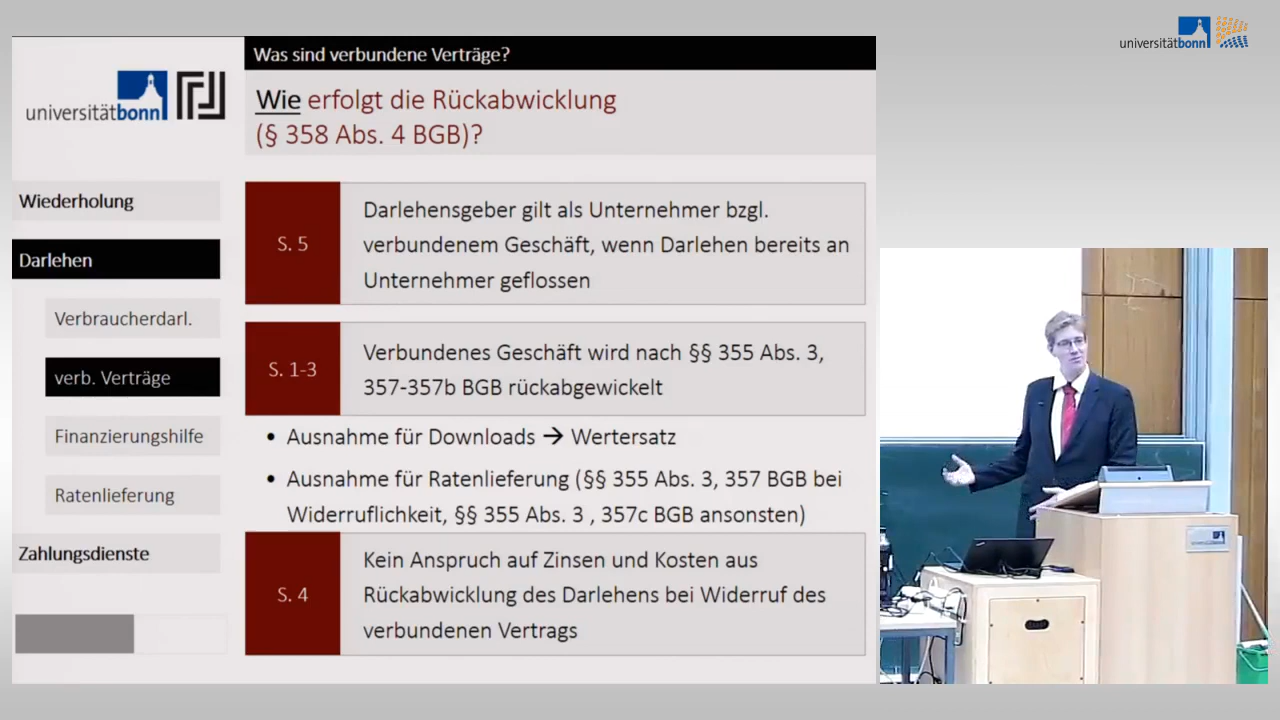 universitätbonn
Was sind verbundene Verträge?
universitätbonn
Wie erfolgt die Rückabwicklung
(§ 358 Abs. 4 BGB)?
Wiederholung
Darlehen
Verbraucherdarl.
verb. Verträge
Finanzierungshilfe
Ratenlieferung
Zahlungsdienste
S. 5
Darlehensgeber gilt als Unternehmer bzgl.
verbundenem Geschäft, wenn Darlehen bereits an
Unternehmer geflossen
S. 1-3
Verbundenes Geschäft wird nach §§ 355 Abs. 3,
357-357b BGB rückabgewickelt
• Ausnahme für Downloads → Wertersatz
• Ausnahme für Ratenlieferung (§§ 355 Abs. 3, 357 BGB bei
Widerruflichkeit, §§ 355 Abs. 3 , 357c BGB ansonsten)
S. 4
Kein Anspruch auf Zinsen und Kosten aus
Rückabwicklung des Darlehens bei Widerruf des
verbundenen Vertrags